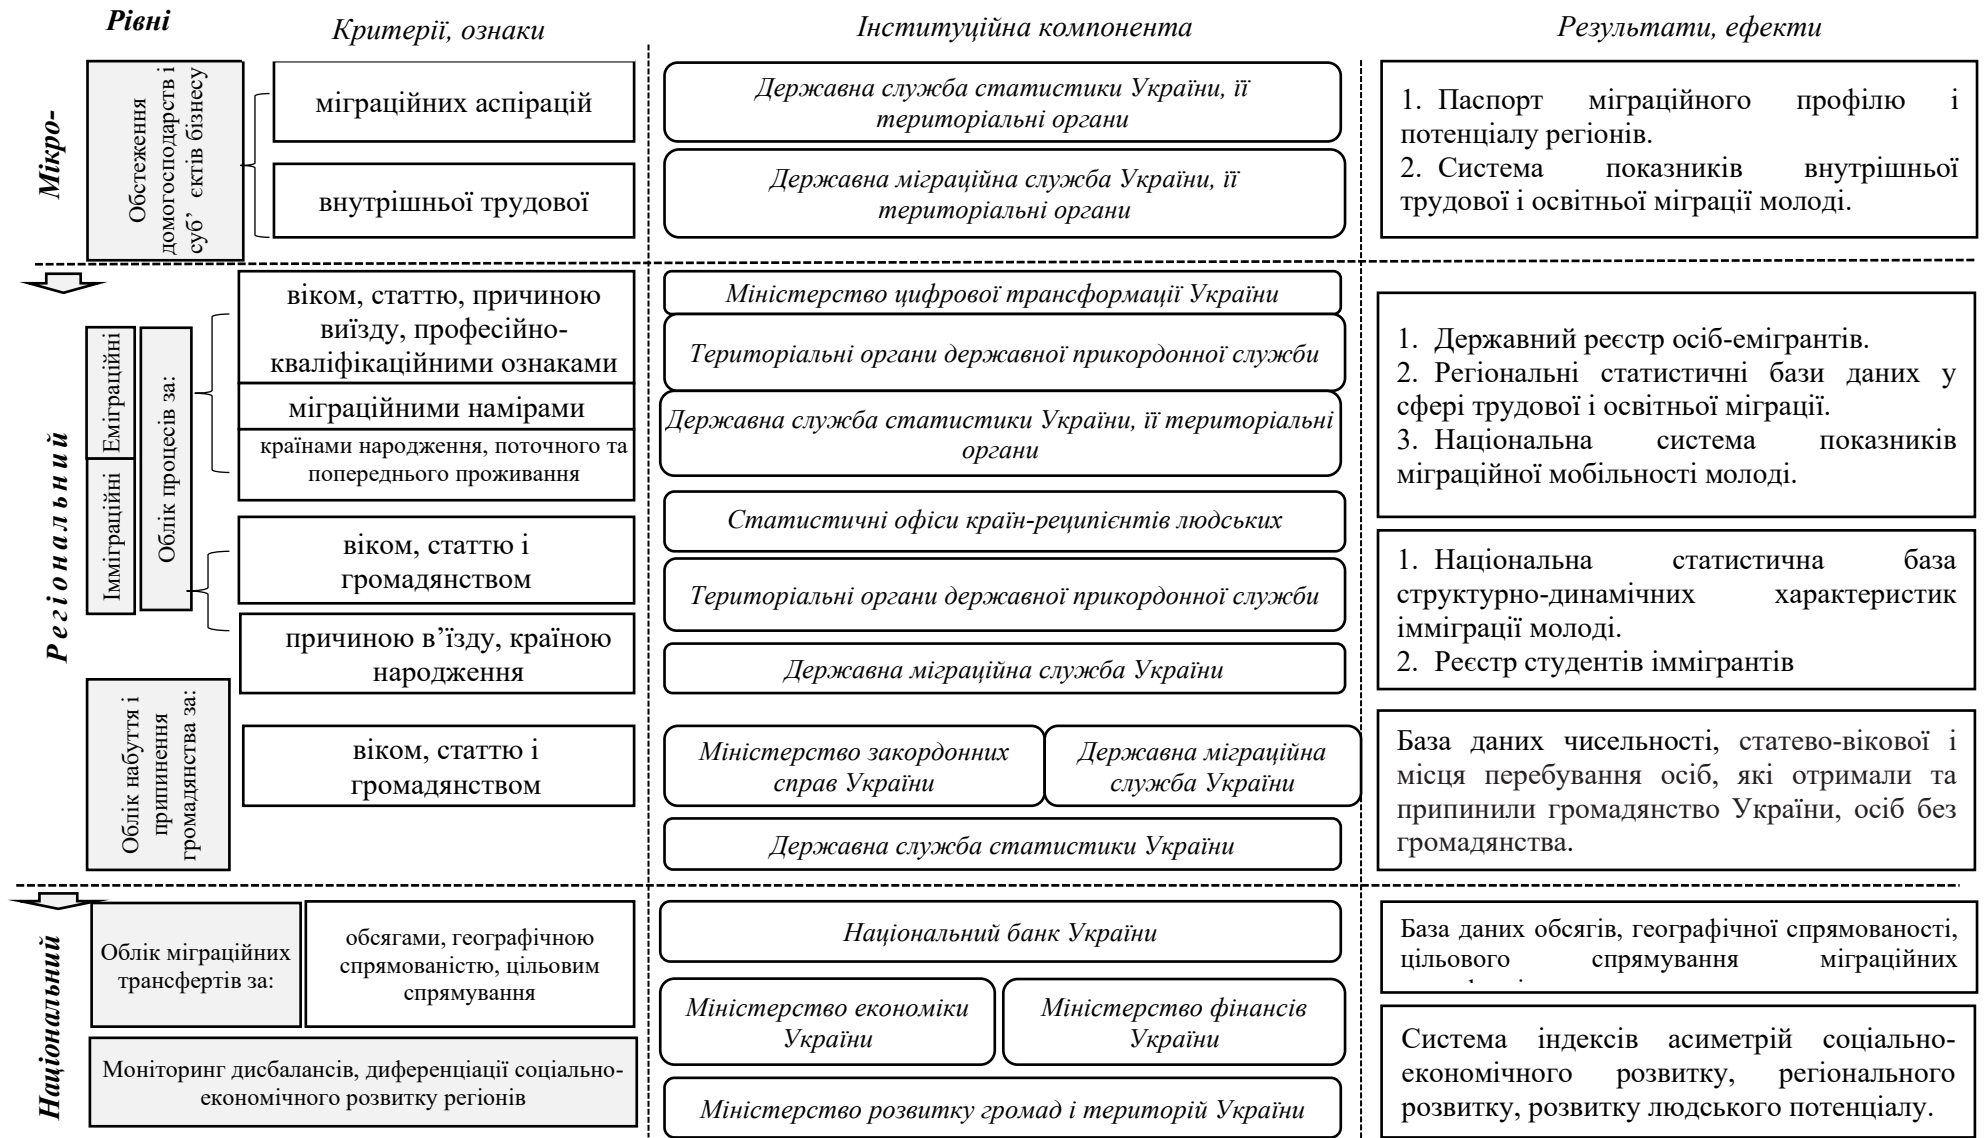 Рівні
Критерії, ознаки
Інституційна компонента
Результати, ефекти
Мікро-
Обстеження
домогосподарств і
суб’ єктів бізнесу
міграційних аспірацій
внутрішньої трудової
Державна служба статистики України, її
територіальні органи
Державна міграційна служба України, її
територіальні органи
1. Паспорт міграційного профілю і
потенціалу регіонів.
2. Система показників внутрішньої
трудової і освітньої міграції молоді.
Регіональний
Еміграційні
Імміграційні
Облік процесів за:
віком, статтю, причиною
виїзду, професійно-
кваліфікаційними ознаками
міграційними намірами
країнами народження, поточного та
попереднього проживання
віком, статтю і
громадянством
причиною в’їзду, країною
народження
Міністерство цифрової трансформації України
Територіальні органи державної прикордонної служби
Державна служба статистики України, її територіальні
органи
Статистичні офіси країн-реципієнтів людських
Територіальні органи державної прикордонної служби
Державна міграційна служба України
1. Державний реєстр осіб-емігрантів.
2. Регіональні статистичні бази даних у
сфері трудової і освітньої міграції.
3. Національна система показників
міграційної мобільності молоді.
1. Національна статистична база
структурно-динамічних характеристик
імміграції молоді.
2. Реєстр студентів іммігрантів
Облік набуття і
припинення
громадянства за:
віком, статтю і
громадянством
Міністерство закордонних
справ України
Державна міграційна
служба України
Державна служба статистики України
База даних чисельності, статево-вікової і
місця перебування осіб, які отримали та
припинили громадянство України, осіб без
громадянства.
Національний
Облік міграційних
трансфертів за:
обсягами, географічною
спрямованістю, цільовим
спрямування
Національний банк України
Міністерство економіки
України
Міністерство фінансів
України
База даних обсягів, географічної спрямованості,
цільового спрямування міграційних
Моніторинг дисбалансів, диференціації соціально-
економічного розвитку регіонів
Міністерство розвитку громад і територій України
Система індексів асиметрій соціально-
економічного розвитку, регіонального
розвитку, розвитку людського потенціалу.